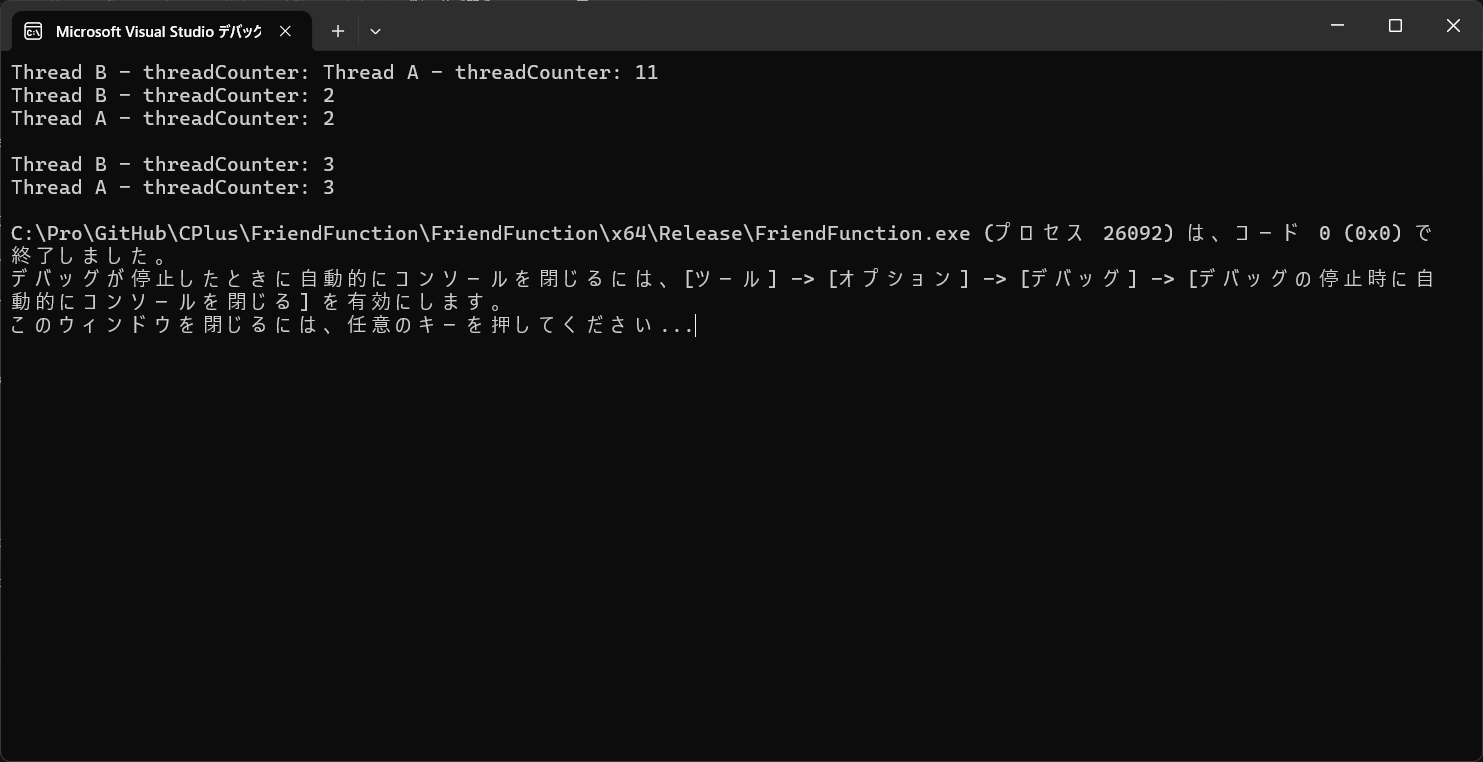 Microsoft Visual Studio デバッグ
Thread B - threadCounter: Thread A - threadCounter: 11
Thread B - threadCounter: 2
Thread A - threadCounter: 2
Thread B - threadCounter: 3
Thread A - threadCounter: 3
C:\Pro\GitHub\CPlus\FriendFunction\FriendFunction\x64\Release\FriendFunction.exe (プロセス 26092) は、コード 0 (0x0) で
終了しました。
デバッグが停止したときに自動的にコンソールを閉じるには、[ツール] -> [オプション] -> [デバッグ] -> [デバッグの停止時に自
動的にコンソールを閉じる] を有効にします。
このウィンドウを閉じるには、任意のキーを押してください...